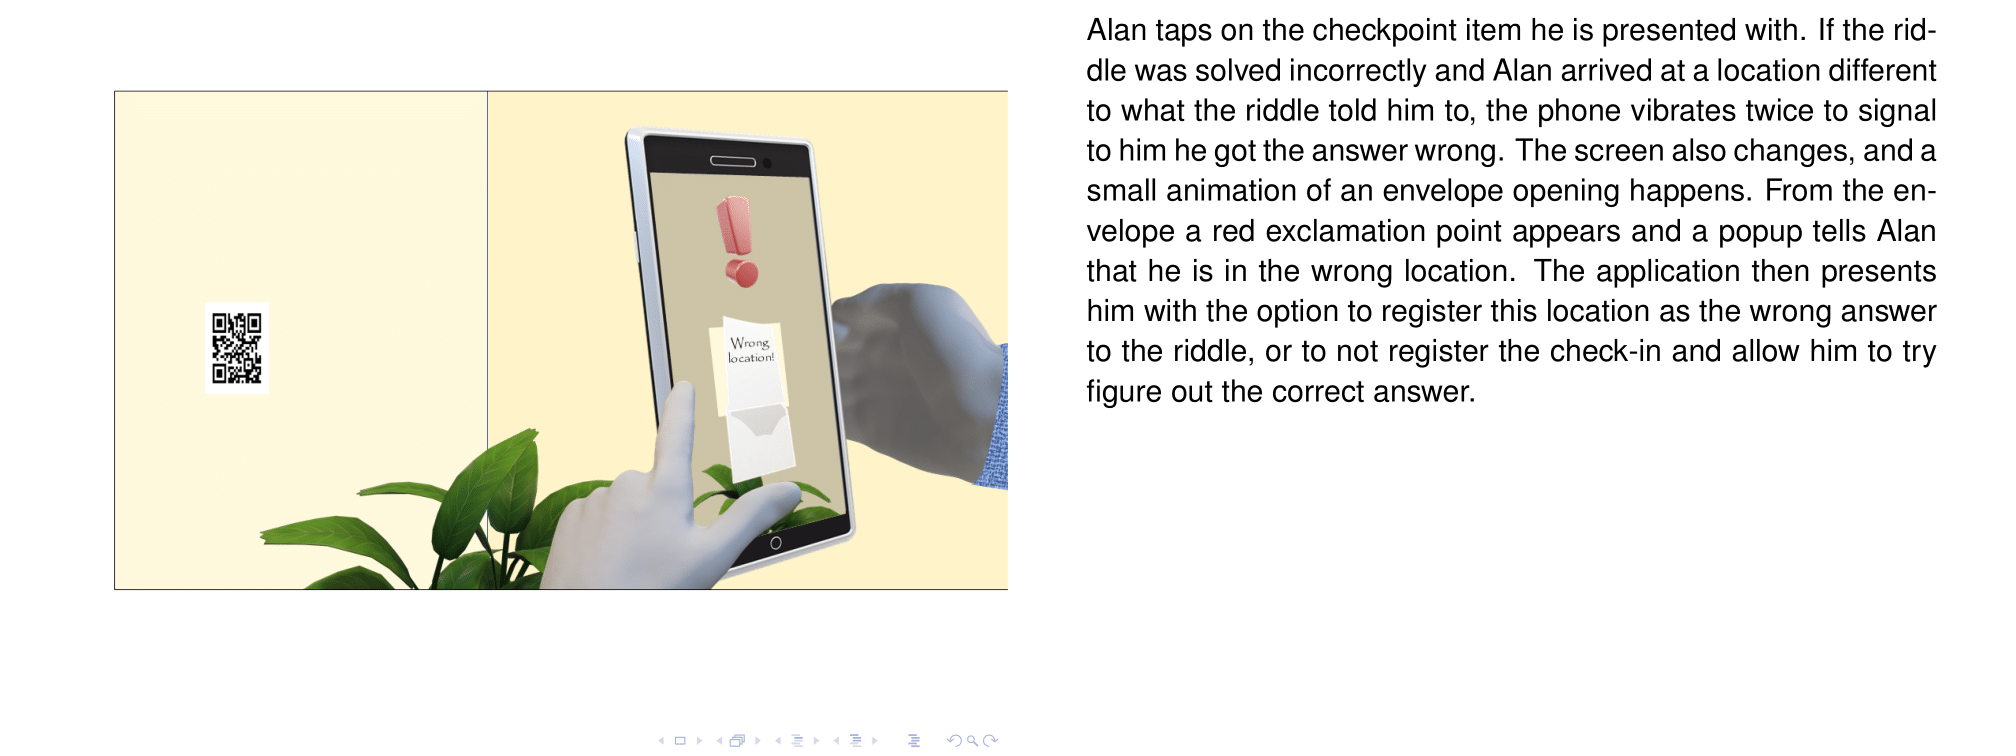 Wrong
location!
Alan taps on the checkpoint item he is presented with. If the rid-
dle was solved incorrectly and Alan arrived at a location different
to what the riddle told him to, the phone vibrates twice to signal
to him he got the answer wrong. The screen also changes, and a
small animation of an envelope opening happens. From the en-
velope a red exclamation point appears and a popup tells Alan
that he is in the wrong location. The application then presents
him with the option to register this location as the wrong answer
to the riddle, or to not register the check-in and allow him to try
figure out the correct answer.